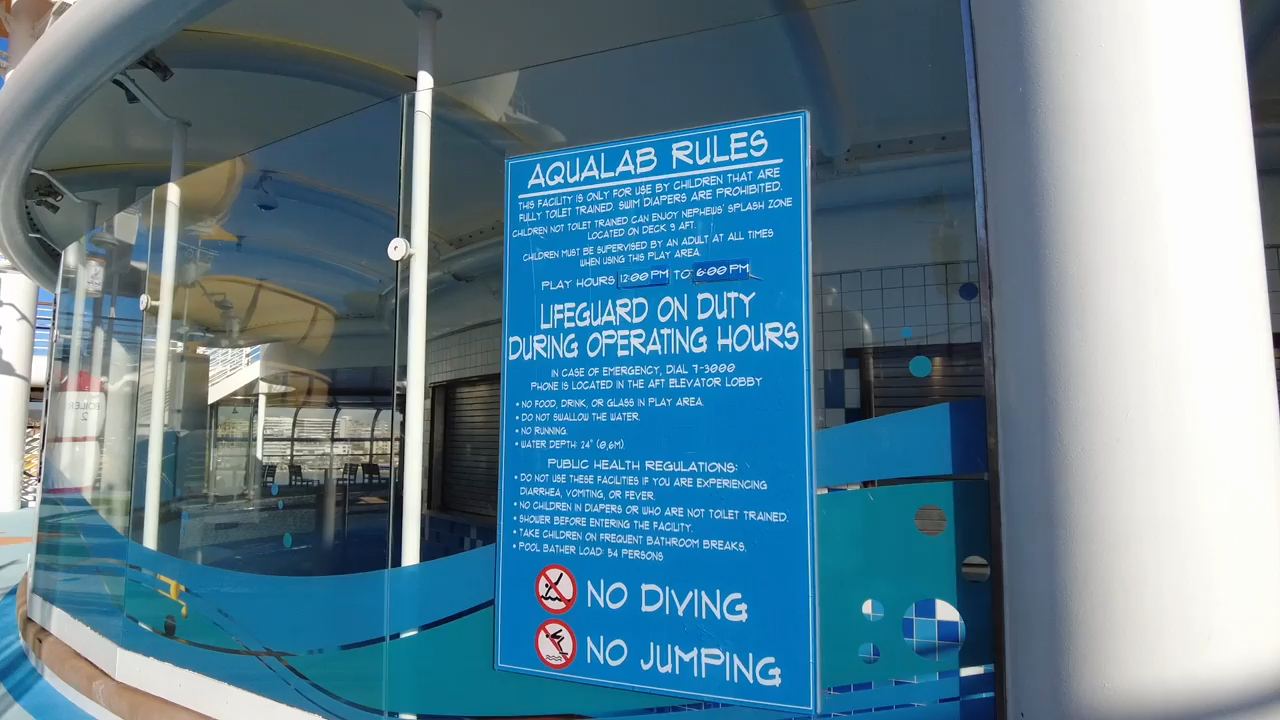 AQUALAB RULES
THIS FACILITY IS ONLY FOR USE BY CHILDREN THAT ARE
FULLY TOILET TRAINED. SWIM DIAPERS ARE PROHIBITED.
CHILDREN NOT TOILET TRAINED CAN ENJOY NEPHEWS' SPLASH ZONE
LOCATED ON DECK 9 AFT.
CHILDREN MUST BE SUPERVISED BY AN ADULT AT ALL TIMES
WHEN USING THIS PLAY AREA.
PLAY HOURS 12:00 PM TO 6:00 PM
LIFEGUARD ON DUTY
DURING OPERATING HOURS
IN CASE OF EMERGENCY, DIAL 7-3000
PHONE IS LOCATED IN THE AFT ELEVATOR LOBBY
• NO FOOD, DRINK, OR GLASS IN PLAY AREA.
• DO NOT SWALLOW THE WATER.
• NO RUNNING.
• WATER DEPTH: 24" (0,6M).
PUBLIC HEALTH REGULATIONS:
• DO NOT USE THESE FACILITIES IF YOU ARE EXPERIENCING
DIARRHEA, VOMITING, OR FEVER.
• NO CHILDREN IN DIAPERS OR WHO ARE NOT TOILET TRAINED.
• SHOWER BEFORE ENTERING THE FACILITY.
• TAKE CHILDREN ON FREQUENT BATHROOM BREAKS.
• POOL BATHER LOAD: 54 PERSONS
NO DIVING
NO JUMPING
BOILER
2